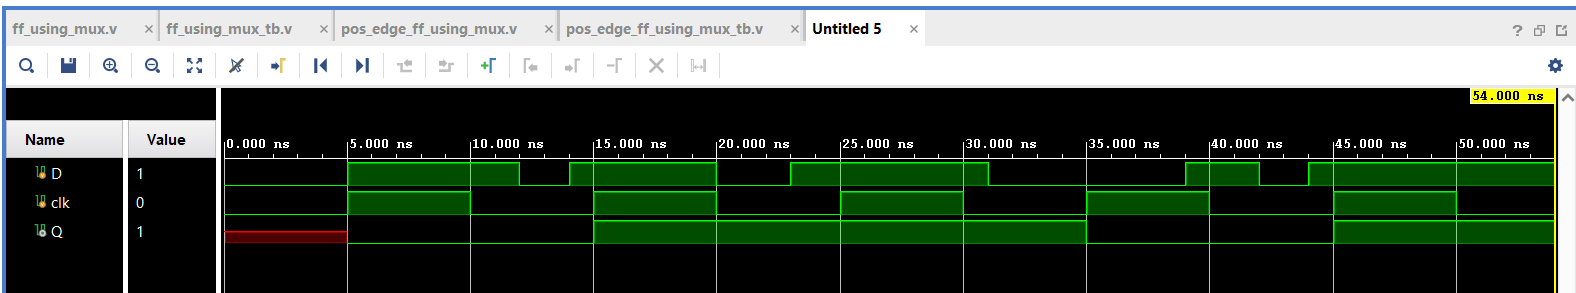 ff_using_mux.v × ff_using_mux_tb.v × pos_edge_ff_using_mux.v × pos_edge_ff_using_mux_tb.v × Untitled 5 ×
?
54.000 ns
Name Value
0.000 ns 5.000 ns 10.000 ns 15.000 ns 20.000 ns 25.000 ns 30.000 ns 35.000 ns 40.000 ns 45.000 ns 50.000 ns
D 1
clk 0
Q 1